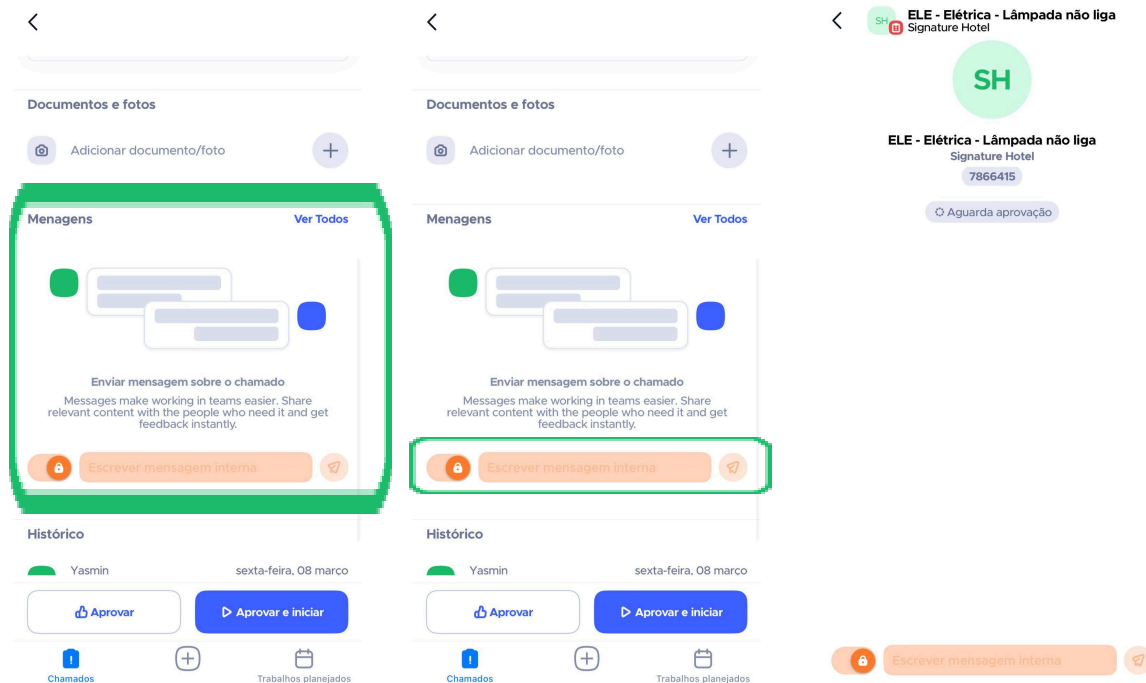 Documentos e fotos
Adicionar documento/foto
Menagens
Ver Todos
Enviar mensagem sobre o chamado
Messages make working in teams easier. Share
relevant content with the people who need it and get
feedback instantly.
Escrever mensagem interna
Histórico
Yasmin
sexta-feira, 08 março
Aprovar
Aprovar e iniciar
Chamados
Trabalhos planejados
Documentos e fotos
Adicionar documento/foto
Menagens
Ver Todos
Enviar mensagem sobre o chamado
Messages make working in teams easier. Share
relevant content with the people who need it and get
feedback instantly.
Escrever mensagem interna
Histórico
Yasmin
sexta-feira, 08 março
Aprovar
Aprovar e iniciar
Chamados
Trabalhos planejados
SH
ELE - Elétrica - Lâmpada não liga
Signature Hotel
SH
ELE - Elétrica - Lâmpada não liga
Signature Hotel
7866415
Aguarda aprovação
Escrever mensagem interna